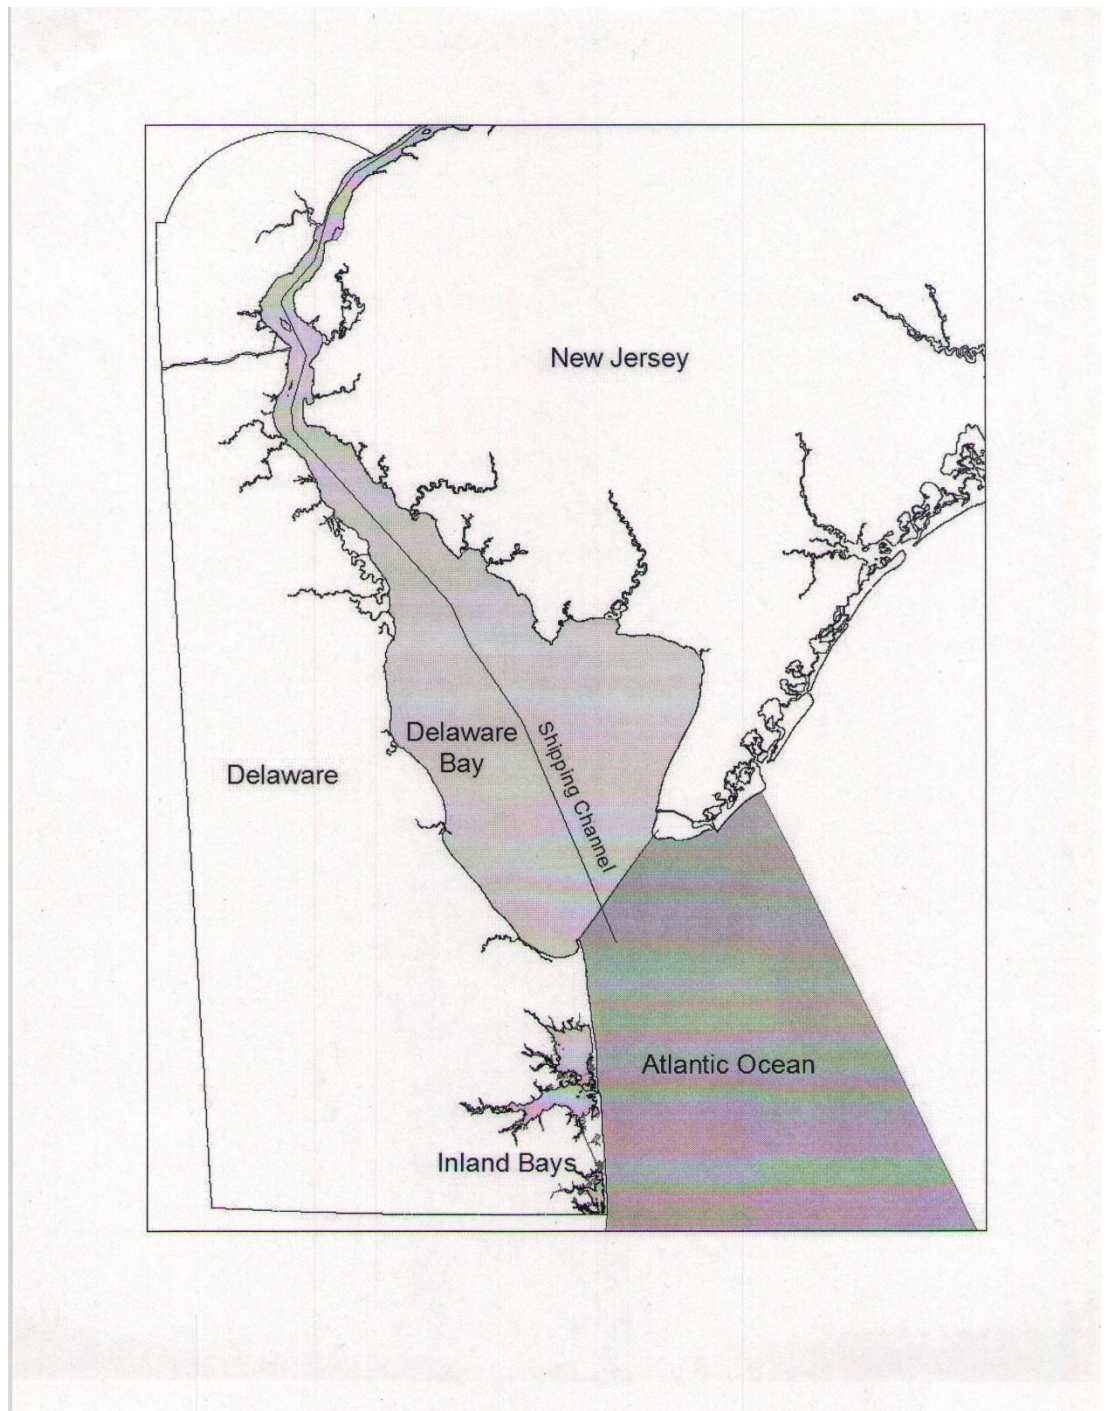 New Jersey
Delaware
Bay
Shipping Channel
Delaware
Atlantic Ocean
Inland Bays